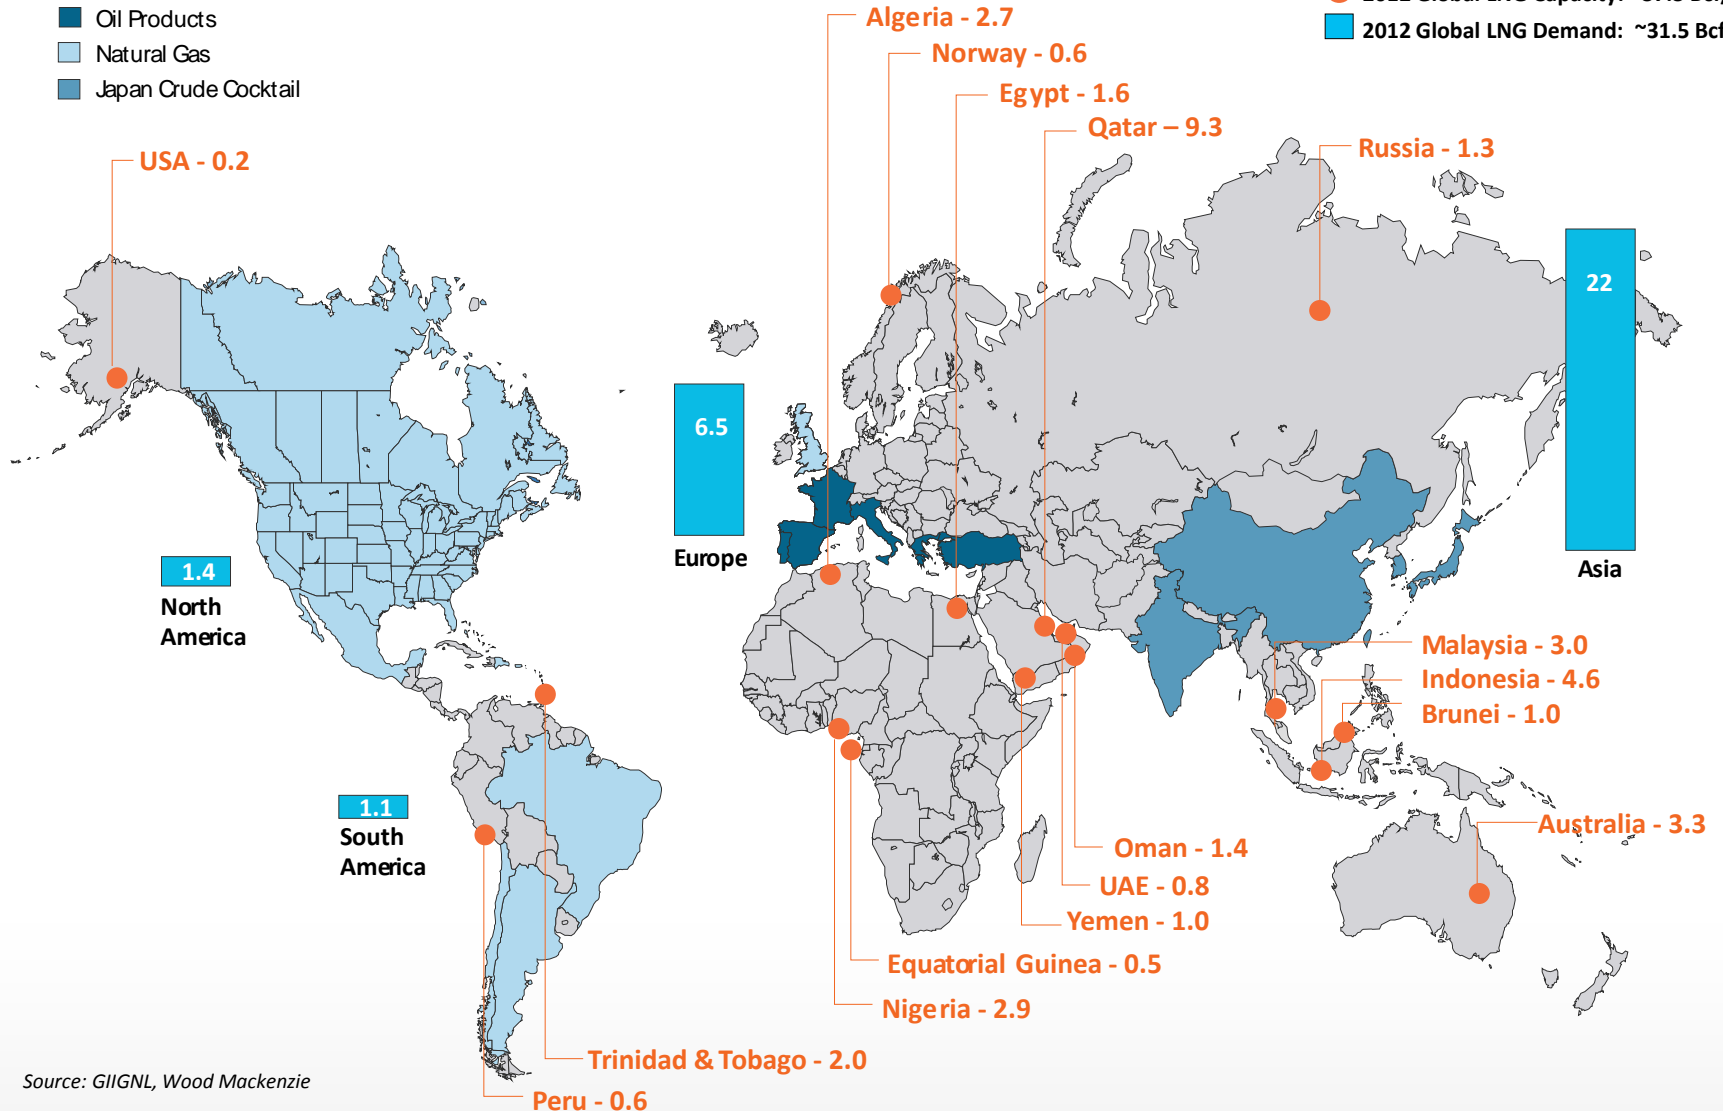 Oil Products
Natural Gas
Japan Crude Cocktail
2012 Global LNG Demand: ~31.5 Bcf
Algeria - 2.7
Norway - 0.6
Egypt - 1.6
Qatar – 9.3
Russia - 1.3
USA - 0.2
22
Asia
6.5
Europe
1.4
North
America
1.1
South
America
Malaysia - 3.0
Indonesia - 4.6
Brunei - 1.0
Australia - 3.3
Oman - 1.4
UAE - 0.8
Yemen - 1.0
Equatorial Guinea - 0.5
Nigeria - 2.9
Trinidad & Tobago - 2.0
Peru - 0.6
Source: GIIGNL, Wood Mackenzie